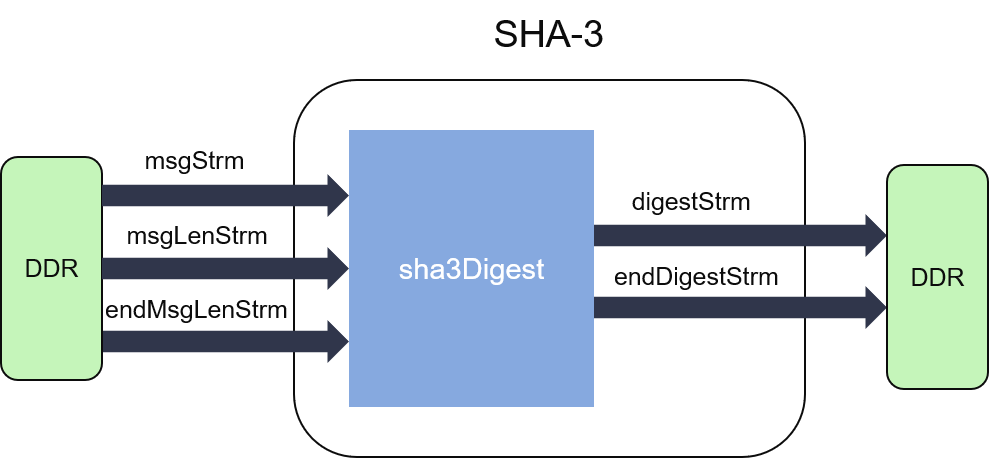 SHA-3
msgStrm
msgLenStrm
endMsgLenStrm
DDR
sha3Digest
digestStrm
endDigestStrm
DDR